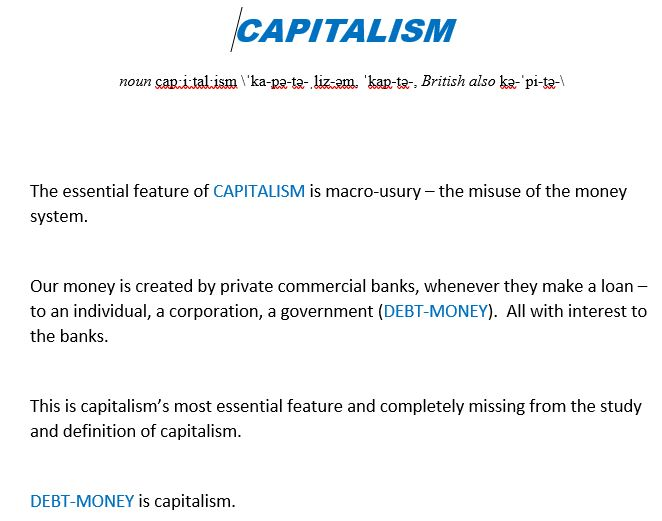 CAPITALISM
noun cap·i·tal·ism \ˈka-pə-tə-ˌliz-əm, ˈkap-tə-, British also kə-ˈpi-tə-\
The essential feature of CAPITALISM is macro-usury – the misuse of the money
system.
Our money is created by private commercial banks, whenever they make a loan –
to an individual, a corporation, a government (DEBT-MONEY).  All with interest to
the banks.
This is capitalism’s most essential feature and completely missing from the study
and definition of capitalism.
DEBT-MONEY is capitalism.